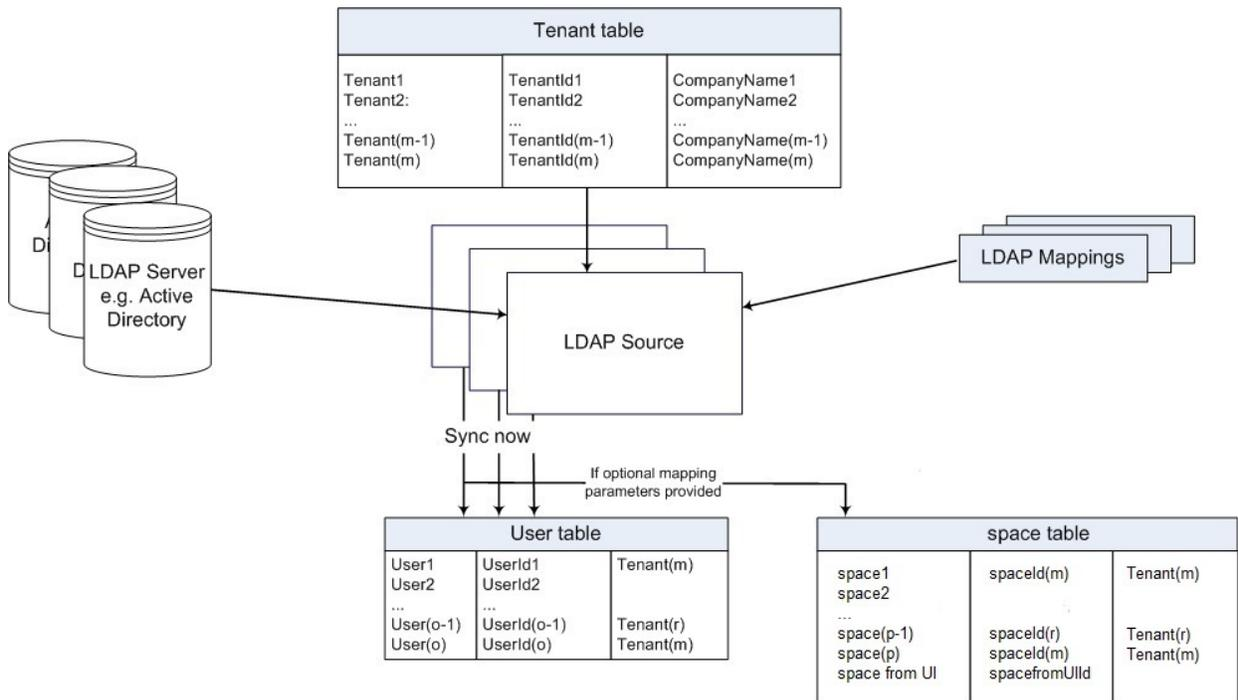 Tenant table
Tenant1 TenantId1 CompanyName1
Tenant2: TenantId2 CompanyName2
... ... ...
Tenant(m-1) TenantId(m-1) CompanyName(m-1)
Tenant(m) TenantId(m) CompanyName(m)
A
Di
D
LDAP Server
e.g. Active
Directory
LDAP Mappings
LDAP Source
Sync now
If optional mapping
parameters provided
User table
User1 UserId1 Tenant(m)
User2 UserId2
... ...
User(o-1) UserId(o-1) Tenant(r)
User(o) UserId(o) Tenant(m)
space table
space1 spaceId(m) Tenant(m)
space2
...
space(p-1) spaceId(r) Tenant(r)
space(p) spaceId(m) Tenant(m)
space from UI spacefromUIId